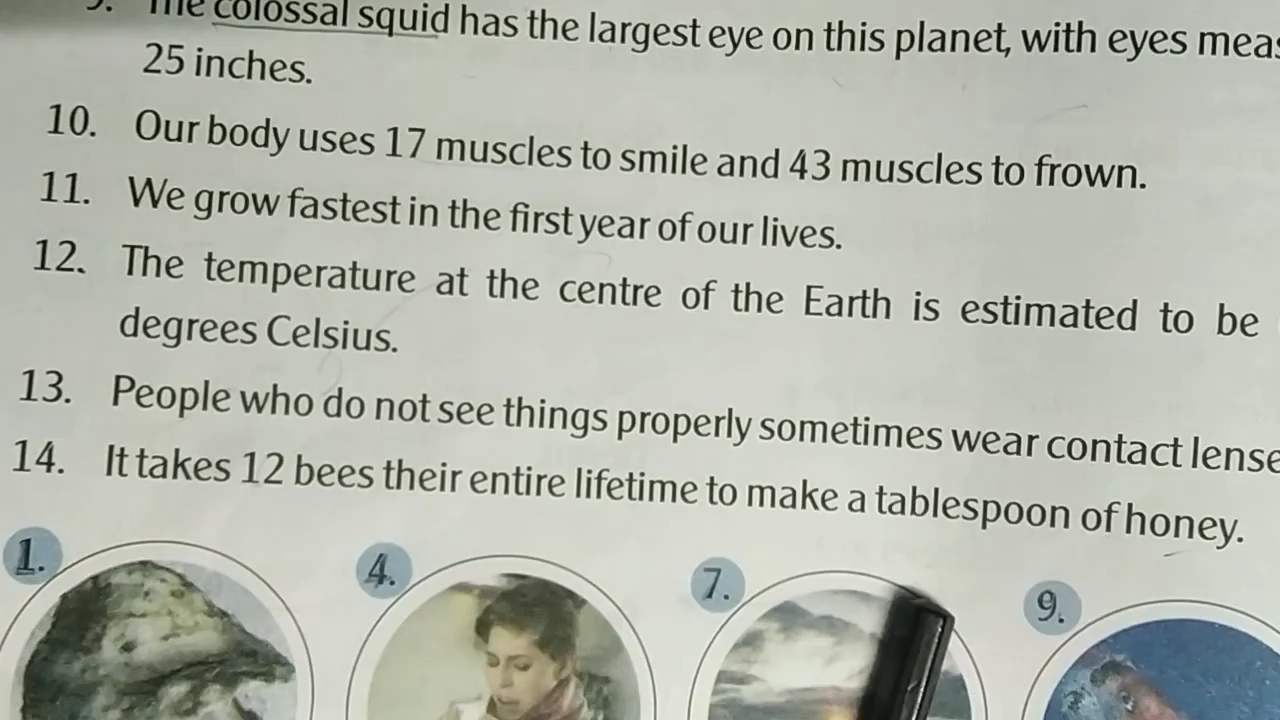 The colossal squid has the largest eye on this planet, with eyes
25 inches.
10. Our body uses 17 muscles to smile and 43 muscles to frown.
11. We grow fastest in the first year of our lives.
12. The temperature at the centre of the Earth is estimated to be
degrees Celsius.
13. People who do not see things properly sometimes wear contact
14. It takes 12 bees their entire lifetime to make a tablespoon of honey.
1. 4. 7. 9.